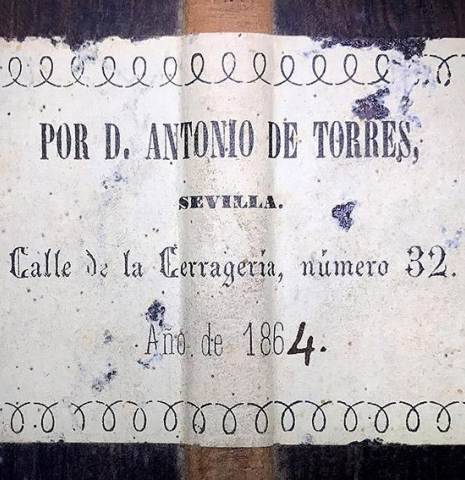 POR D. ANTONIO DE TORRES,
SEVILLA.
Calle de la Cerrageria, número 32.
Año de 1864.